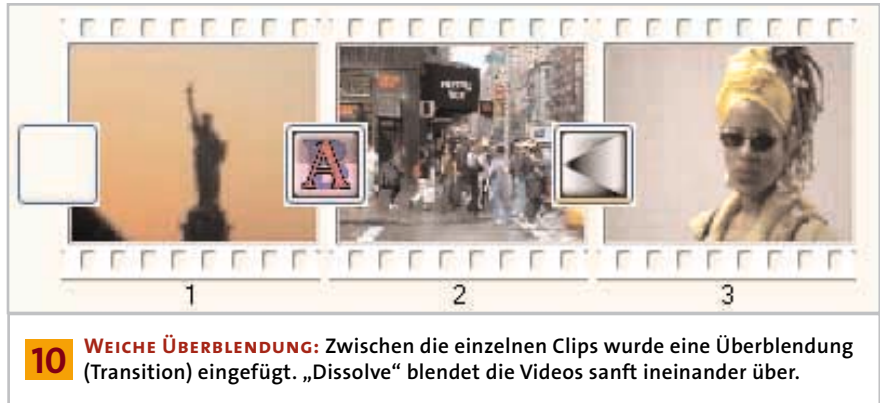 A
1 2 3
10 WEICHE ÜBERBLENDUNG: Zwischen die einzelnen Clips wurde eine Überblendung
(Transition) eingefügt. „Dissolve“ blendet die Videos sanft ineinander über.